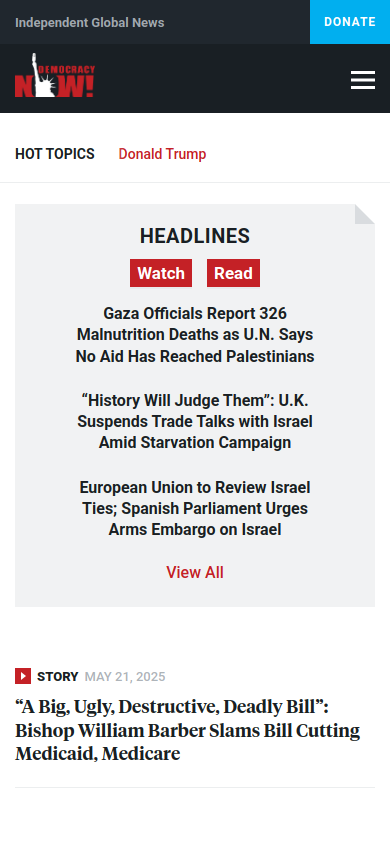 Independent Global News
DONATE
DEMOCRACY
NOW!
HOT TOPICS
Donald Trump
HEADLINES
Watch
Read
Gaza Officials Report 326
Malnutrition Deaths as U.N. Says
No Aid Has Reached Palestinians
“History Will Judge Them”: U.K.
Suspends Trade Talks with Israel
Amid Starvation Campaign
European Union to Review Israel
Ties; Spanish Parliament Urges
Arms Embargo on Israel
View All
STORY MAY 21, 2025
“A Big, Ugly, Destructive, Deadly Bill”:
Bishop William Barber Slams Bill Cutting
Medicaid, Medicare